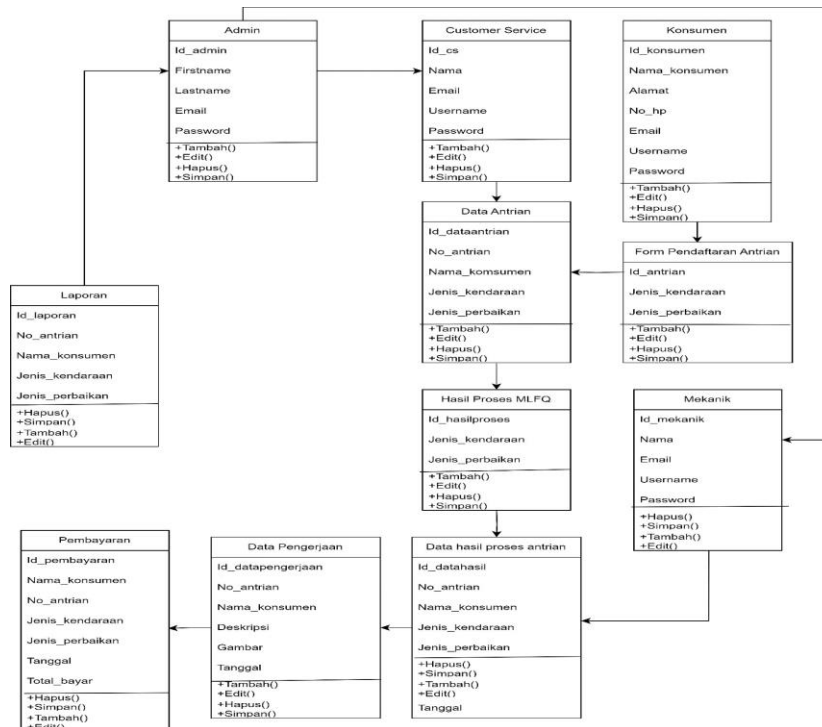 Admin
Id_admin
Firstname
Lastname
Email
Password
+Tambah()
+Edit()
+Hapus()
+Simpan()
Customer Service
Id_cs
Nama
Email
Username
Password
+Tambah()
+Edit()
+Hapus()
+Simpan()
Konsumen
Id_konsumen
Nama_konsumen
Alamat
No_hp
Email
Username
Password
+Tambah()
+Edit()
+Hapus()
+Simpan()
Data Antrian
Id_dataantrian
No_antrian
Nama_komsumen
Jenis_kendaraan
Jenis_perbaikan
+Tambah()
+Edit()
+Hapus()
+Simpan()
Form Pendaftaran Antrian
Id_antrian
Jenis_kendaraan
Jenis_perbaikan
+Tambah()
+Edit()
+Hapus()
+Simpan()
Laporan
Id_laporan
No_antrian
Nama_konsumen
Jenis_kendaraan
Jenis_perbaikan
+Hapus()
+Simpan()
+Tambah()
+Edit()
Hasil Proses MLFQ
Id_hasilproses
Jenis_kendaraan
Jenis_perbaikan
+Tambah()
+Edit()
+Hapus()
+Simpan()
Mekanik
Id_mekanik
Nama
Email
Username
Password
+Hapus()
+Simpan()
+Tambah()
+Edit()
Pembayaran
Id_pembayaran
Nama_konsumen
No_antrian
Jenis_kendaraan
Jenis_perbaikan
Tanggal
Total_bayar
+Hapus()
+Simpan()
+Tambah()
+Edit()
Data Pengerjaan
Id_datapengerjaan
No_antrian
Nama_konsumen
Deskripsi
Gambar
Tanggal
+Tambah()
+Edit()
+Hapus()
+Simpan()
Data hasil proses antrian
Id_datahasil
No_antrian
Nama_konsumen
Jenis_kendaraan
Jenis_perbaikan
+Hapus()
+Simpan()
+Tambah()
+Edit()
Tanggal